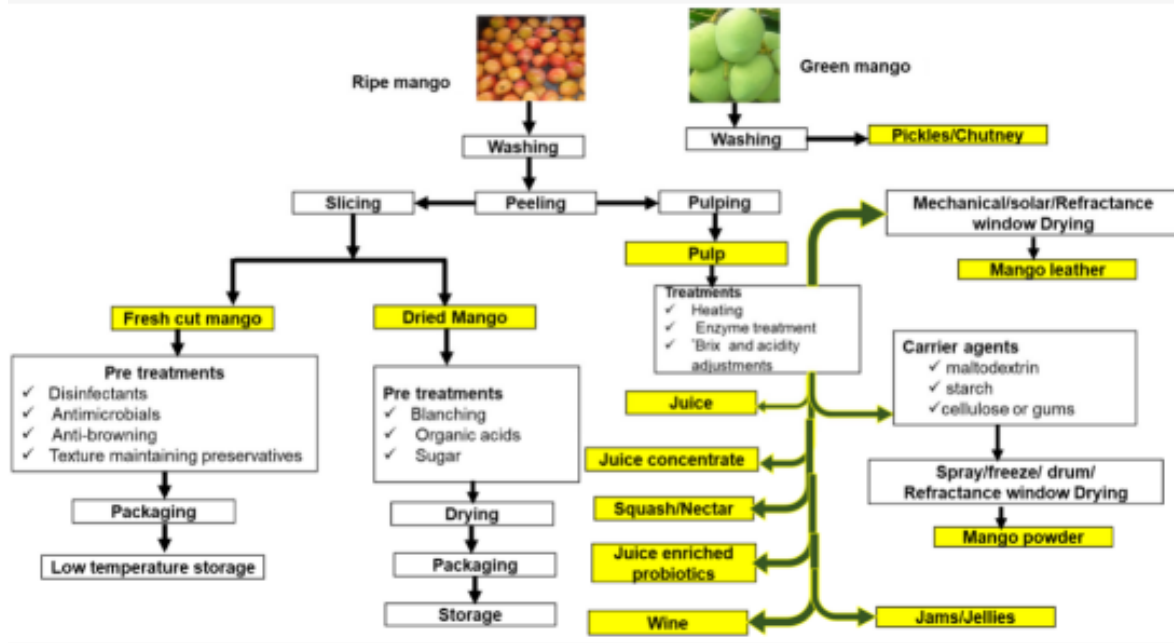 Ripe mango
Green mango
Washing
Washing
Pickles/Chutney
Slicing
Peeling
Pulping
Mechanical/solar/Refractance
window Drying
Pulp
Mango leather
Treatments
✓ Heating
✓ Enzyme treatment
✓ °Brix and acidity
adjustments
Fresh cut mango
Dried Mango
Carrier agents
✓ maltodextrin
✓ starch
✓ cellulose or gums
Pre treatments
✓ Disinfectants
✓ Antimicrobials
✓ Anti-browning
✓ Texture maintaining preservatives
Pre treatments
✓ Blanching
✓ Organic acids
✓ Sugar
Juice
Juice concentrate
Spray/freeze/ drum/
Refractance window Drying
Squash/Nectar
Packaging
Drying
Mango powder
Juice enriched
probiotics
Low temperature storage
Packaging
Storage
Wine
Jams/Jellies